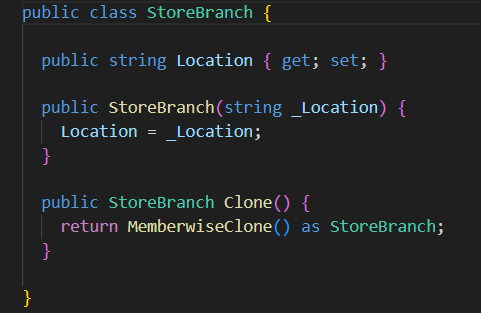 public class StoreBranch {
public string Location { get; set; }
public StoreBranch(string _Location) {
Location = _Location;
}
public StoreBranch Clone() {
return MemberwiseClone() as StoreBranch;
}
}